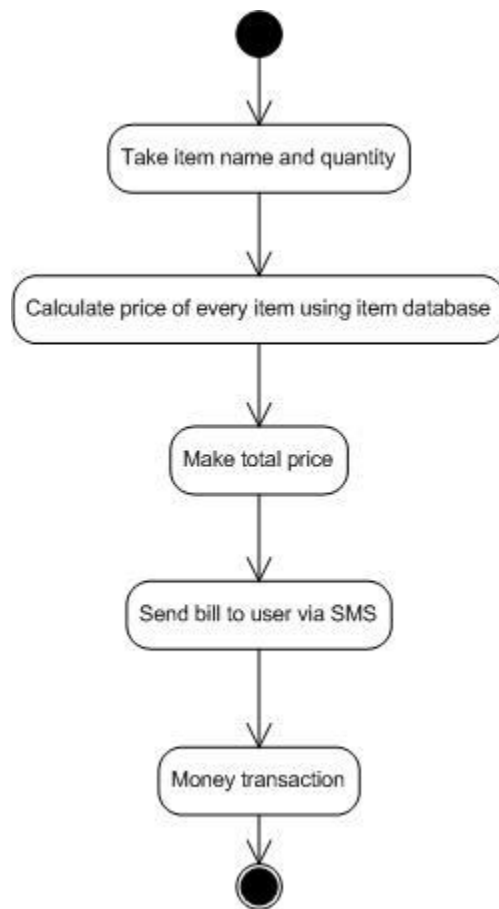 Take item name and quantity
Calculate price of every item using item database
Make total price
Send bill to user via SMS
Money transaction